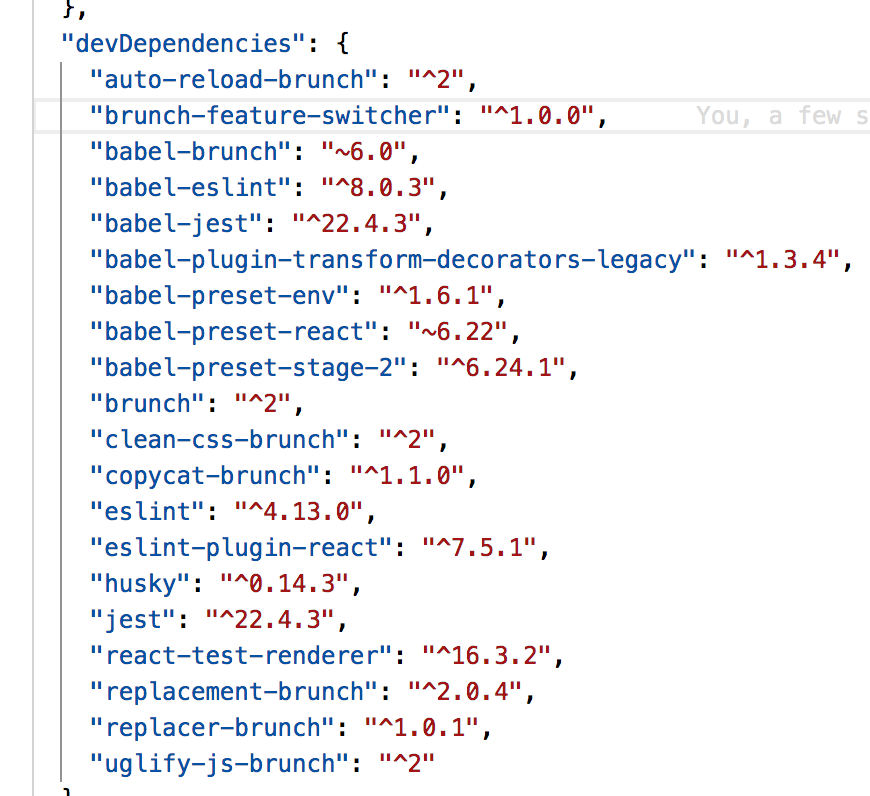 },
"devDependencies": {
"auto-reload-brunch": "^2",
"brunch-feature-switcher": "^1.0.0", You, a few s
"babel-brunch": "~6.0",
"babel-eslint": "^8.0.3",
"babel-jest": "^22.4.3",
"babel-plugin-transform-decorators-legacy": "^1.3.4",
"babel-preset-env": "^1.6.1",
"babel-preset-react": "~6.22",
"babel-preset-stage-2": "^6.24.1",
"brunch": "^2",
"clean-css-brunch": "^2",
"copycat-brunch": "^1.1.0",
"eslint": "^4.13.0",
"eslint-plugin-react": "^7.5.1",
"husky": "^0.14.3",
"jest": "^22.4.3",
"react-test-renderer": "^16.3.2",
"replacement-brunch": "^2.0.4",
"replacer-brunch": "^1.0.1",
"uglify-js-brunch": "^2"
}